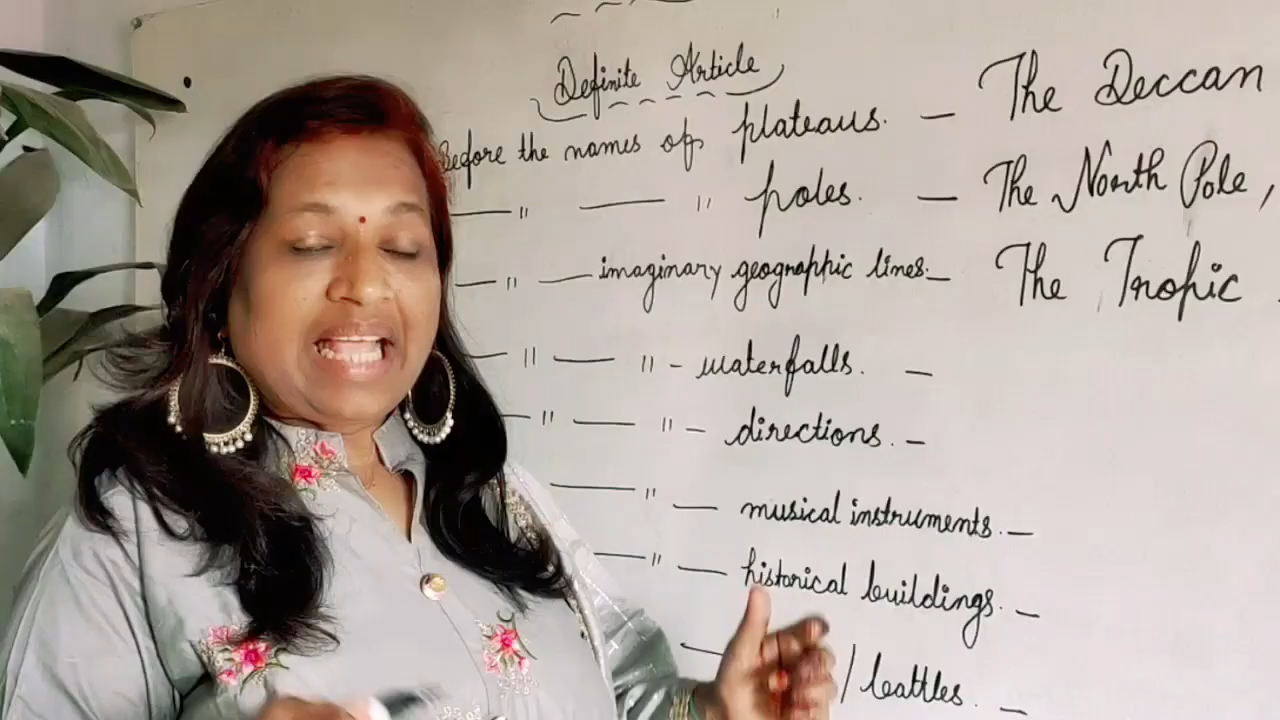 Definite Article
Before the names of plateaus. — The Deccan
— " — " poles. — The North Pole,
— " — imaginary geographic lines. — The Tropic
— " — " - waterfalls. —
— " — " - directions. —
— " — musical instruments. —
— " — historical buildings. —
— / battles. —